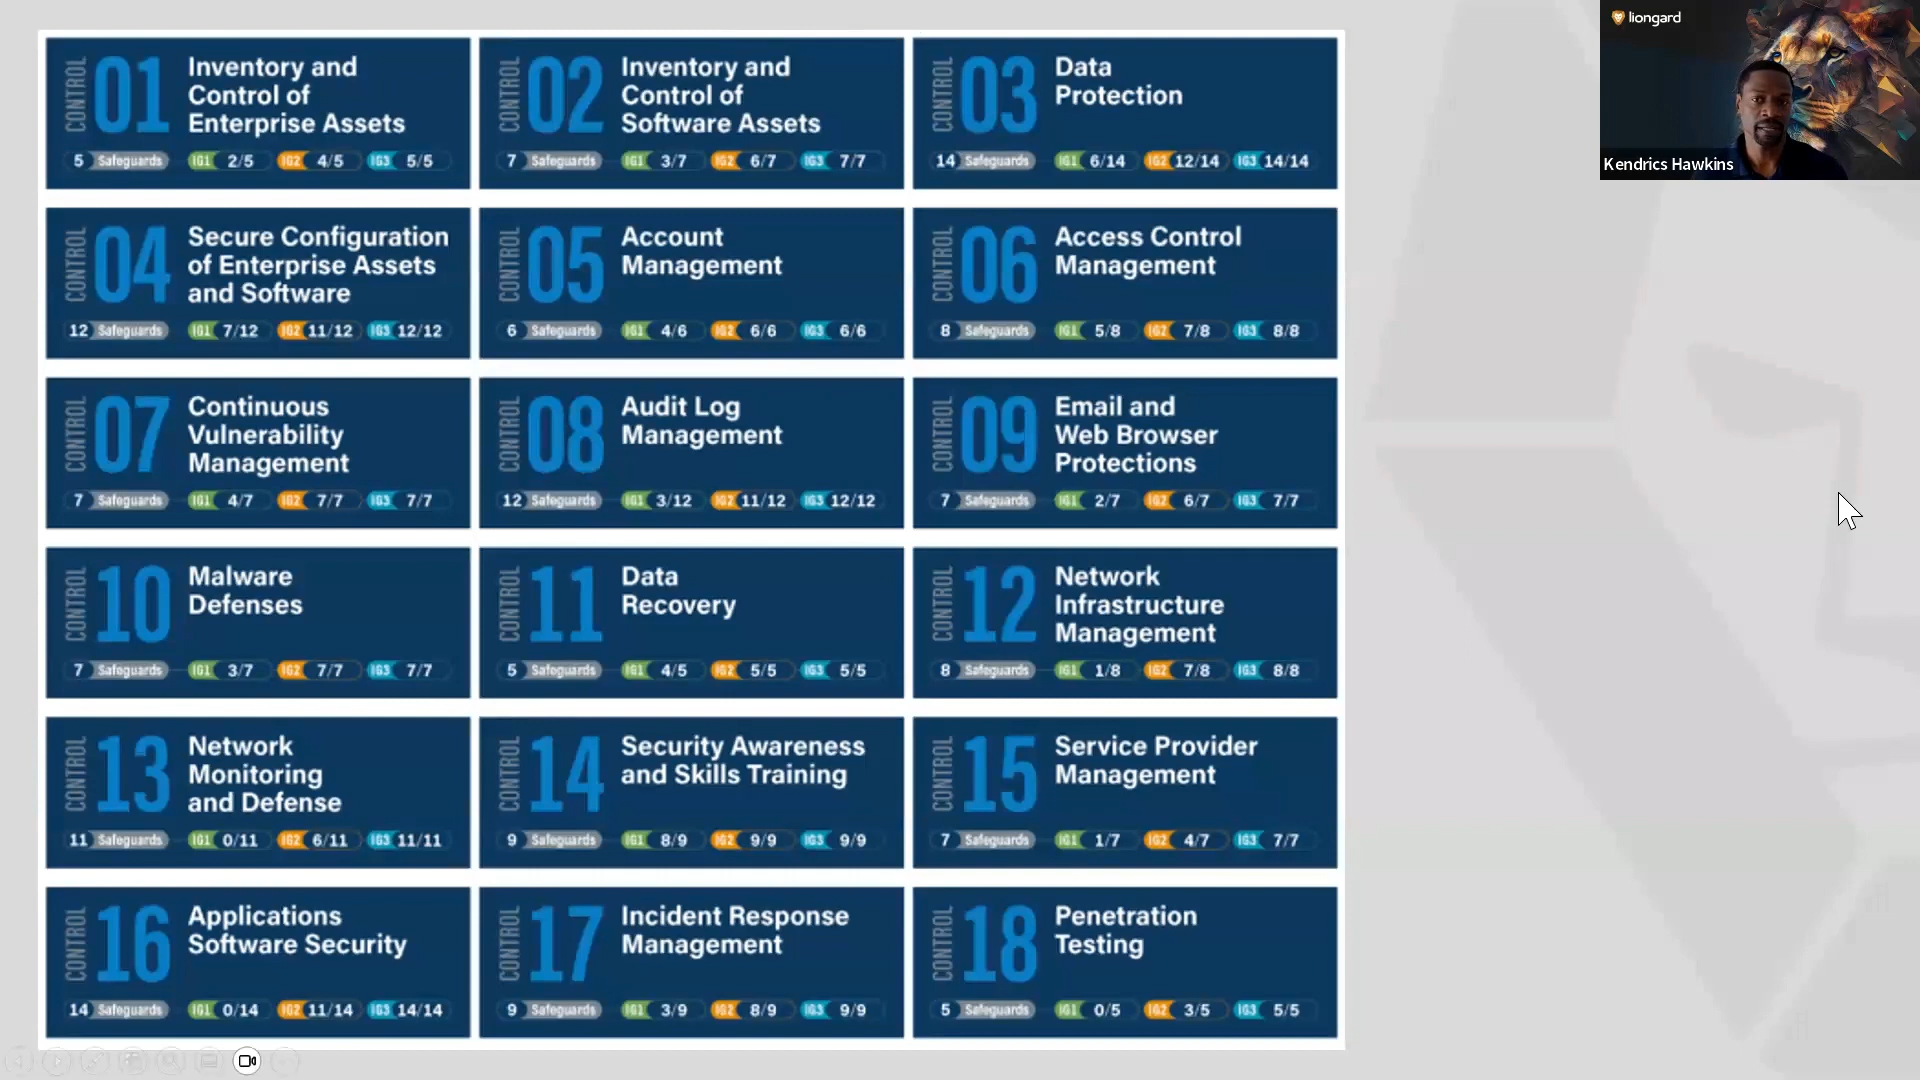 liongard
Kendrics Hawkins
CONTROL 01 Inventory and
Control of
Enterprise Assets
5 Safeguards IG1 2/5 IG2 4/5 IG3 5/5
CONTROL 02 Inventory and
Control of
Software Assets
7 Safeguards IG1 3/7 IG2 6/7 IG3 7/7
CONTROL 03 Data
Protection
14 Safeguards IG1 6/14 IG2 12/14 IG3 14/14
CONTROL 04 Secure Configuration
of Enterprise Assets
and Software
12 Safeguards IG1 7/12 IG2 11/12 IG3 12/12
CONTROL 05 Account
Management
6 Safeguards IG1 4/6 IG2 6/6 IG3 6/6
CONTROL 06 Access Control
Management
8 Safeguards IG1 5/8 IG2 7/8 IG3 8/8
CONTROL 07 Continuous
Vulnerability
Management
7 Safeguards IG1 4/7 IG2 7/7 IG3 7/7
CONTROL 08 Audit Log
Management
12 Safeguards IG1 3/12 IG2 11/12 IG3 12/12
CONTROL 09 Email and
Web Browser
Protections
7 Safeguards IG1 2/7 IG2 6/7 IG3 7/7
CONTROL 10 Malware
Defenses
7 Safeguards IG1 3/7 IG2 7/7 IG3 7/7
CONTROL 11 Data
Recovery
5 Safeguards IG1 4/5 IG2 5/5 IG3 5/5
CONTROL 12 Network
Infrastructure
Management
8 Safeguards IG1 1/8 IG2 7/8 IG3 8/8
CONTROL 13 Network
Monitoring
and Defense
11 Safeguards IG1 0/11 IG2 6/11 IG3 11/11
CONTROL 14 Security Awareness
and Skills Training
9 Safeguards IG1 8/9 IG2 9/9 IG3 9/9
CONTROL 15 Service Provider
Management
7 Safeguards IG1 1/7 IG2 4/7 IG3 7/7
CONTROL 16 Applications
Software Security
14 Safeguards IG1 0/14 IG2 11/14 IG3 14/14
CONTROL 17 Incident Response
Management
9 Safeguards IG1 3/9 IG2 8/9 IG3 9/9
CONTROL 18 Penetration
Testing
5 Safeguards IG1 0/5 IG2 3/5 IG3 5/5